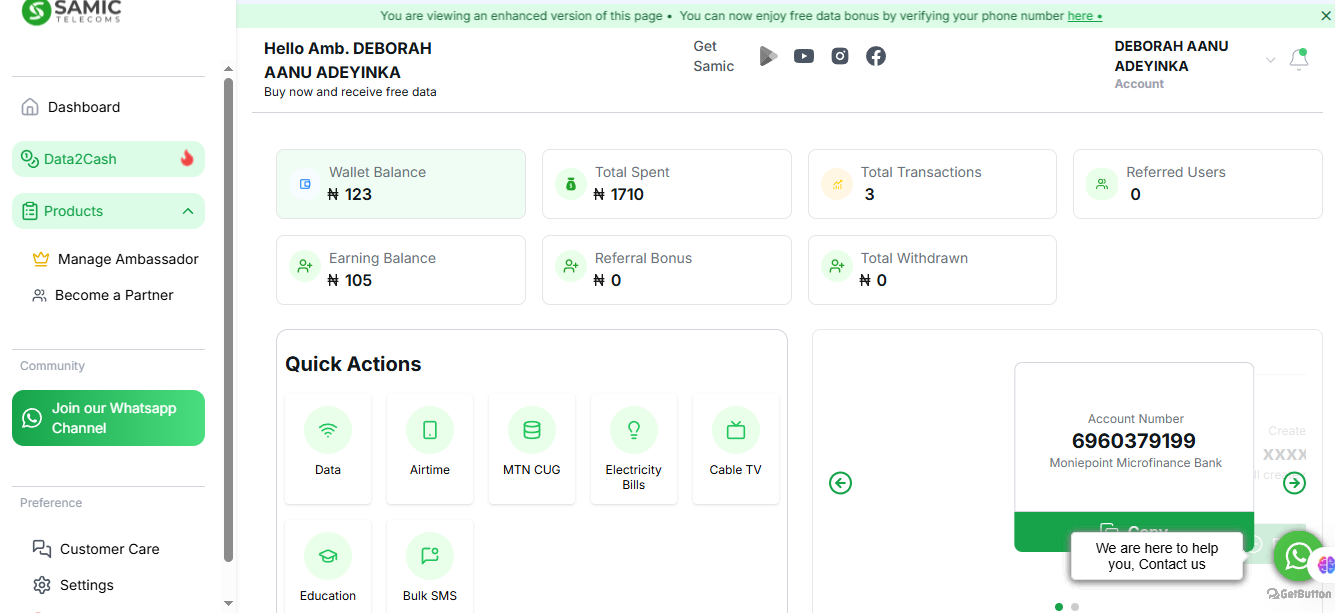 SAMIC
TELECOMS
You are viewing an enhanced version of this page • You can now enjoy free data bonus by verifying your phone number here •
Hello Amb. DEBORAH
AANU ADEYINKA
Buy now and receive free data
Get
Samic
DEBORAH AANU
ADEYINKA
Account
Dashboard
Data2Cash
Products
Manage Ambassador
Become a Partner
Community
Join our Whatsapp
Channel
Preference
Customer Care
Settings
Wallet Balance
₦ 123
Total Spent
₦ 1710
Total Transactions
3
Referred Users
0
Earning Balance
₦ 105
Referral Bonus
₦ 0
Total Withdrawn
₦ 0
Quick Actions
Data
Airtime
MTN CUG
Electricity
Bills
Cable TV
Education
Bulk SMS
Account Number
6960379199
Moniepoint Microfinance Bank
Copy
Create
XXXX
We are here to help
you, Contact us
GetButton